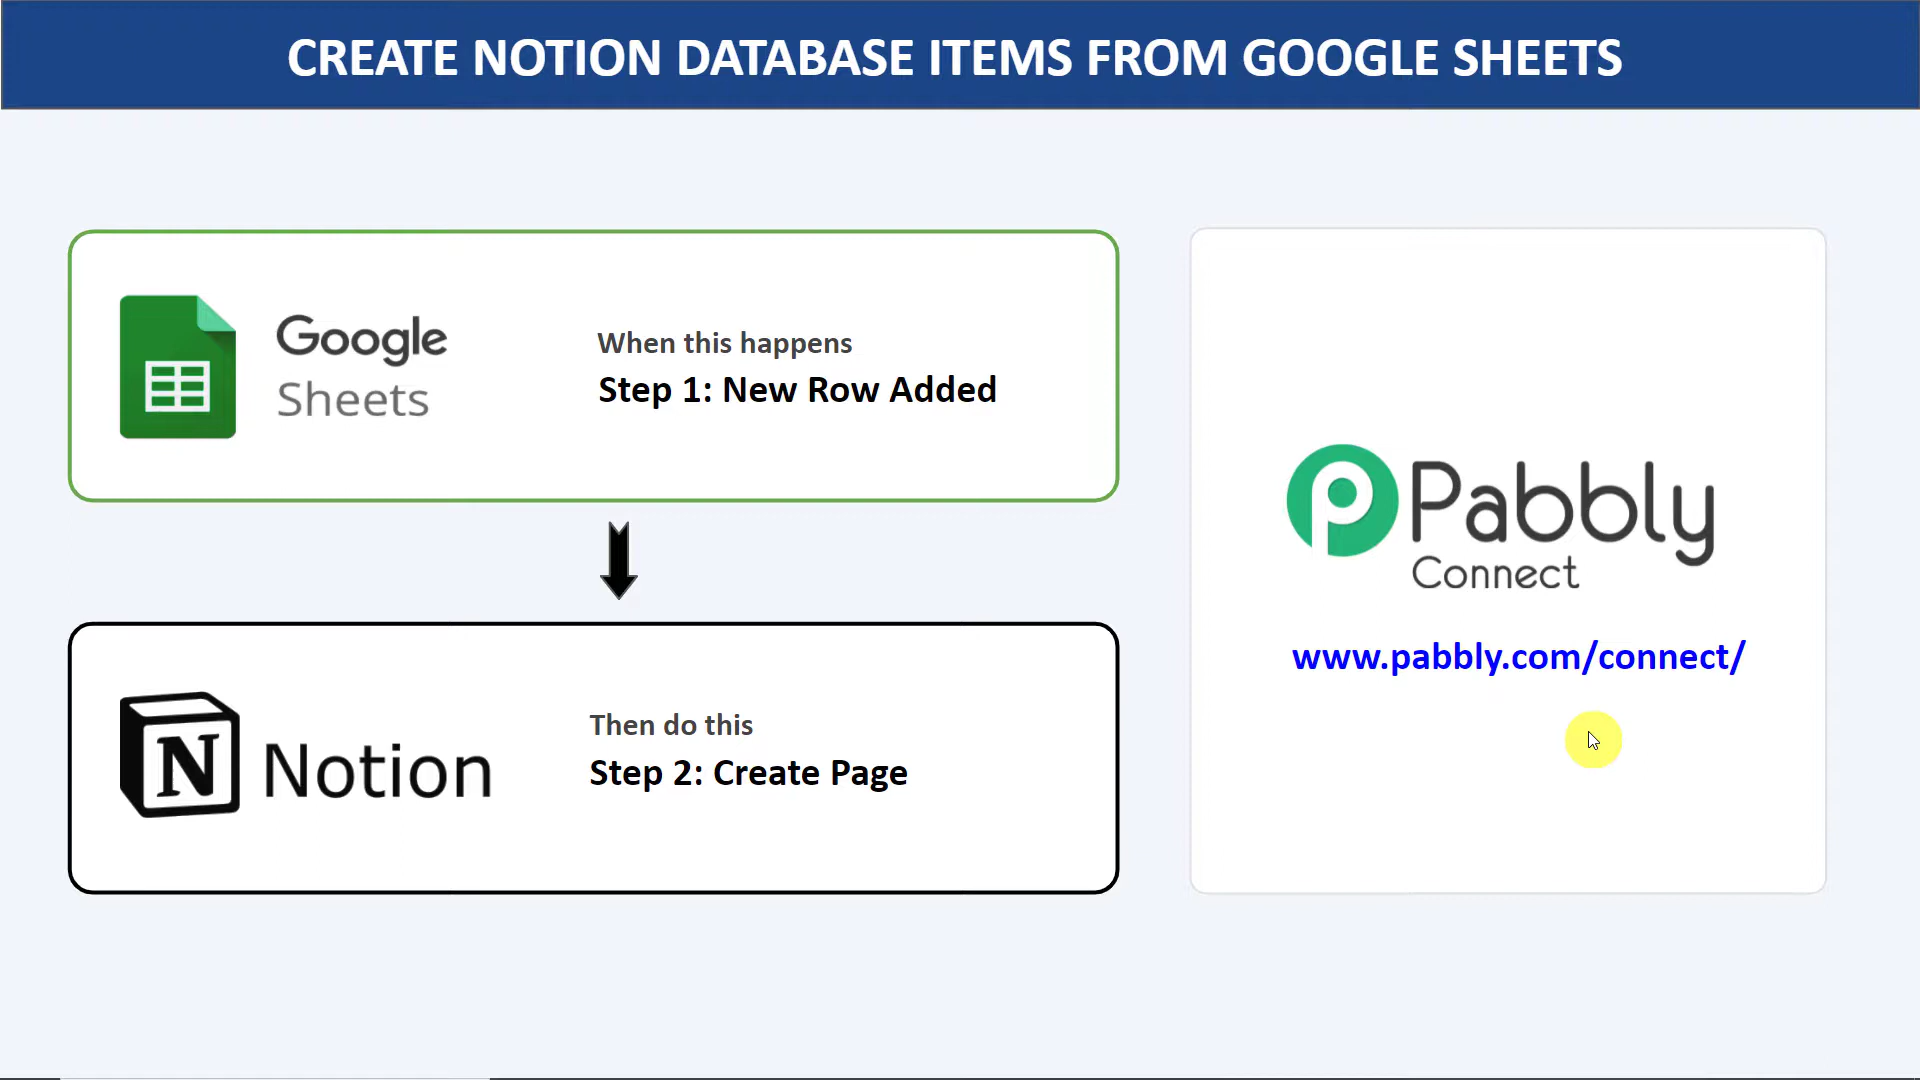 CREATE NOTION DATABASE ITEMS FROM GOOGLE SHEETS
Google
Sheets
When this happens
Step 1: New Row Added
N Notion
Then do this
Step 2: Create Page
Pabbly
Connect
www.pabbly.com/connect/